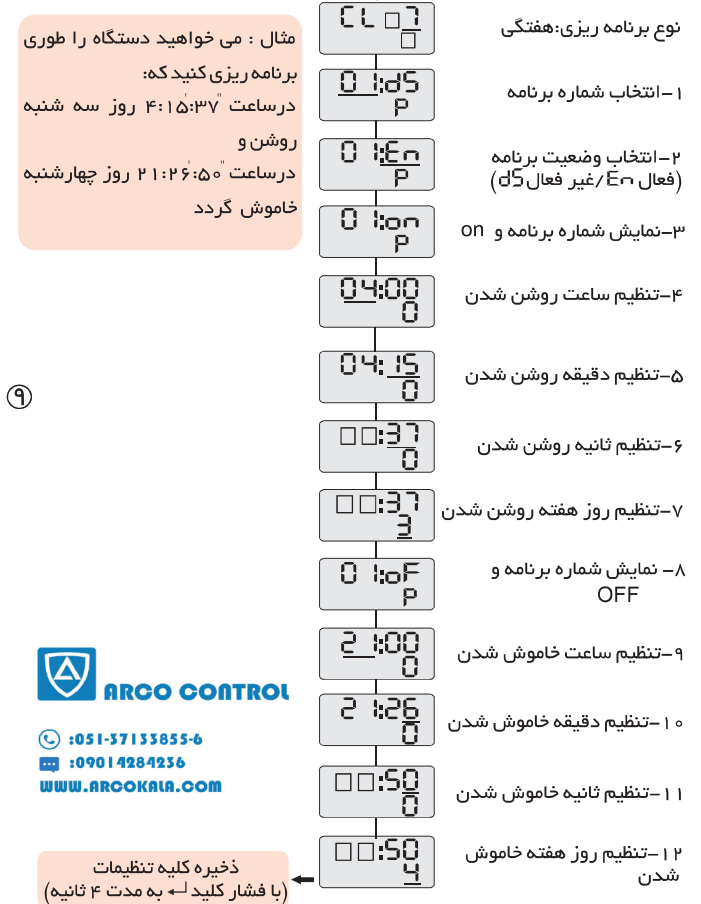 نوع برنامه ریزی:هفتگی
CL □7
□
۱-انتخاب شماره برنامه
01:dS
P
۲-انتخاب وضعیت برنامه
(فعال En/غیر فعال dS)
01:En
P
۳-نمایش شماره برنامه و on
01:on
P
۴-تنظیم ساعت روشن شدن
04:00
0
۵-تنظیم دقیقه روشن شدن
04:15
0
۶-تنظیم ثانیه روشن شدن
□□:37
0
۷-تنظیم روز هفته روشن شدن
□□:37
3
۸- نمایش شماره برنامه و
OFF
01:oF
P
۹-تنظیم ساعت خاموش شدن
21:00
0
۱۰-تنظیم دقیقه خاموش شدن
21:26
0
۱۱-تنظیم ثانیه خاموش شدن
□□:50
0
۱۲-تنظیم روز هفته خاموش
شدن
□□:50
4
ذخیره کلیه تنظیمات
(با فشار کلید ↵ به مدت ۴ ثانیه)
مثال : می خواهید دستگاه را طوری
برنامه ریزی کنید که:
درساعت ۴:۱۵':۳۷" روز سه شنبه
روشن و
درساعت ۲۱:۲۶':۵۰" روز چهارشنبه
خاموش گردد
۹
ARCO CONTROL
:051-37133855-6
:09014284236
WWW.ARCOKALA.COM